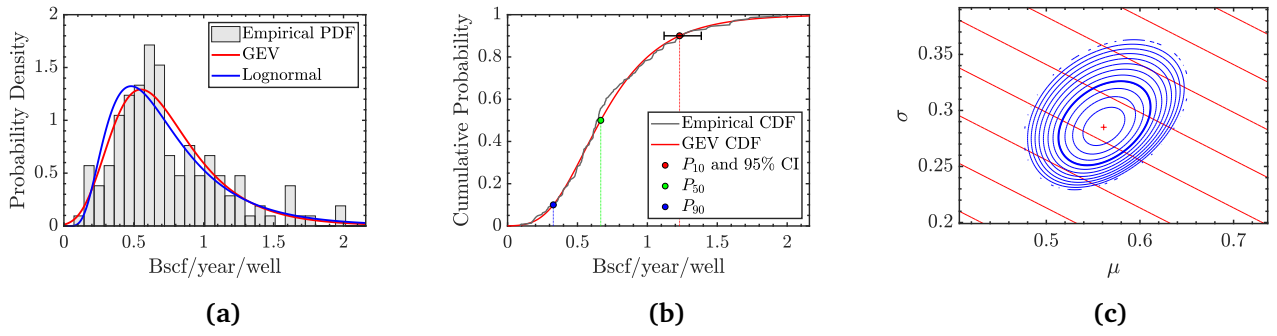 Probability Density
2
1.5
1
0.5
0
0 0.5 1 1.5 2
Bscf/year/well
Empirical PDF
GEV
Lognormal
(a)
Cumulative Probability
1
0.8
0.6
0.4
0.2
0
0 0.5 1 1.5 2
Bscf/year/well
Empirical CDF
GEV CDF
P10 and 95% CI
P50
P90
(b)
σ
0.35
0.3
0.25
0.2
0.5 0.6 0.7
μ
(c)